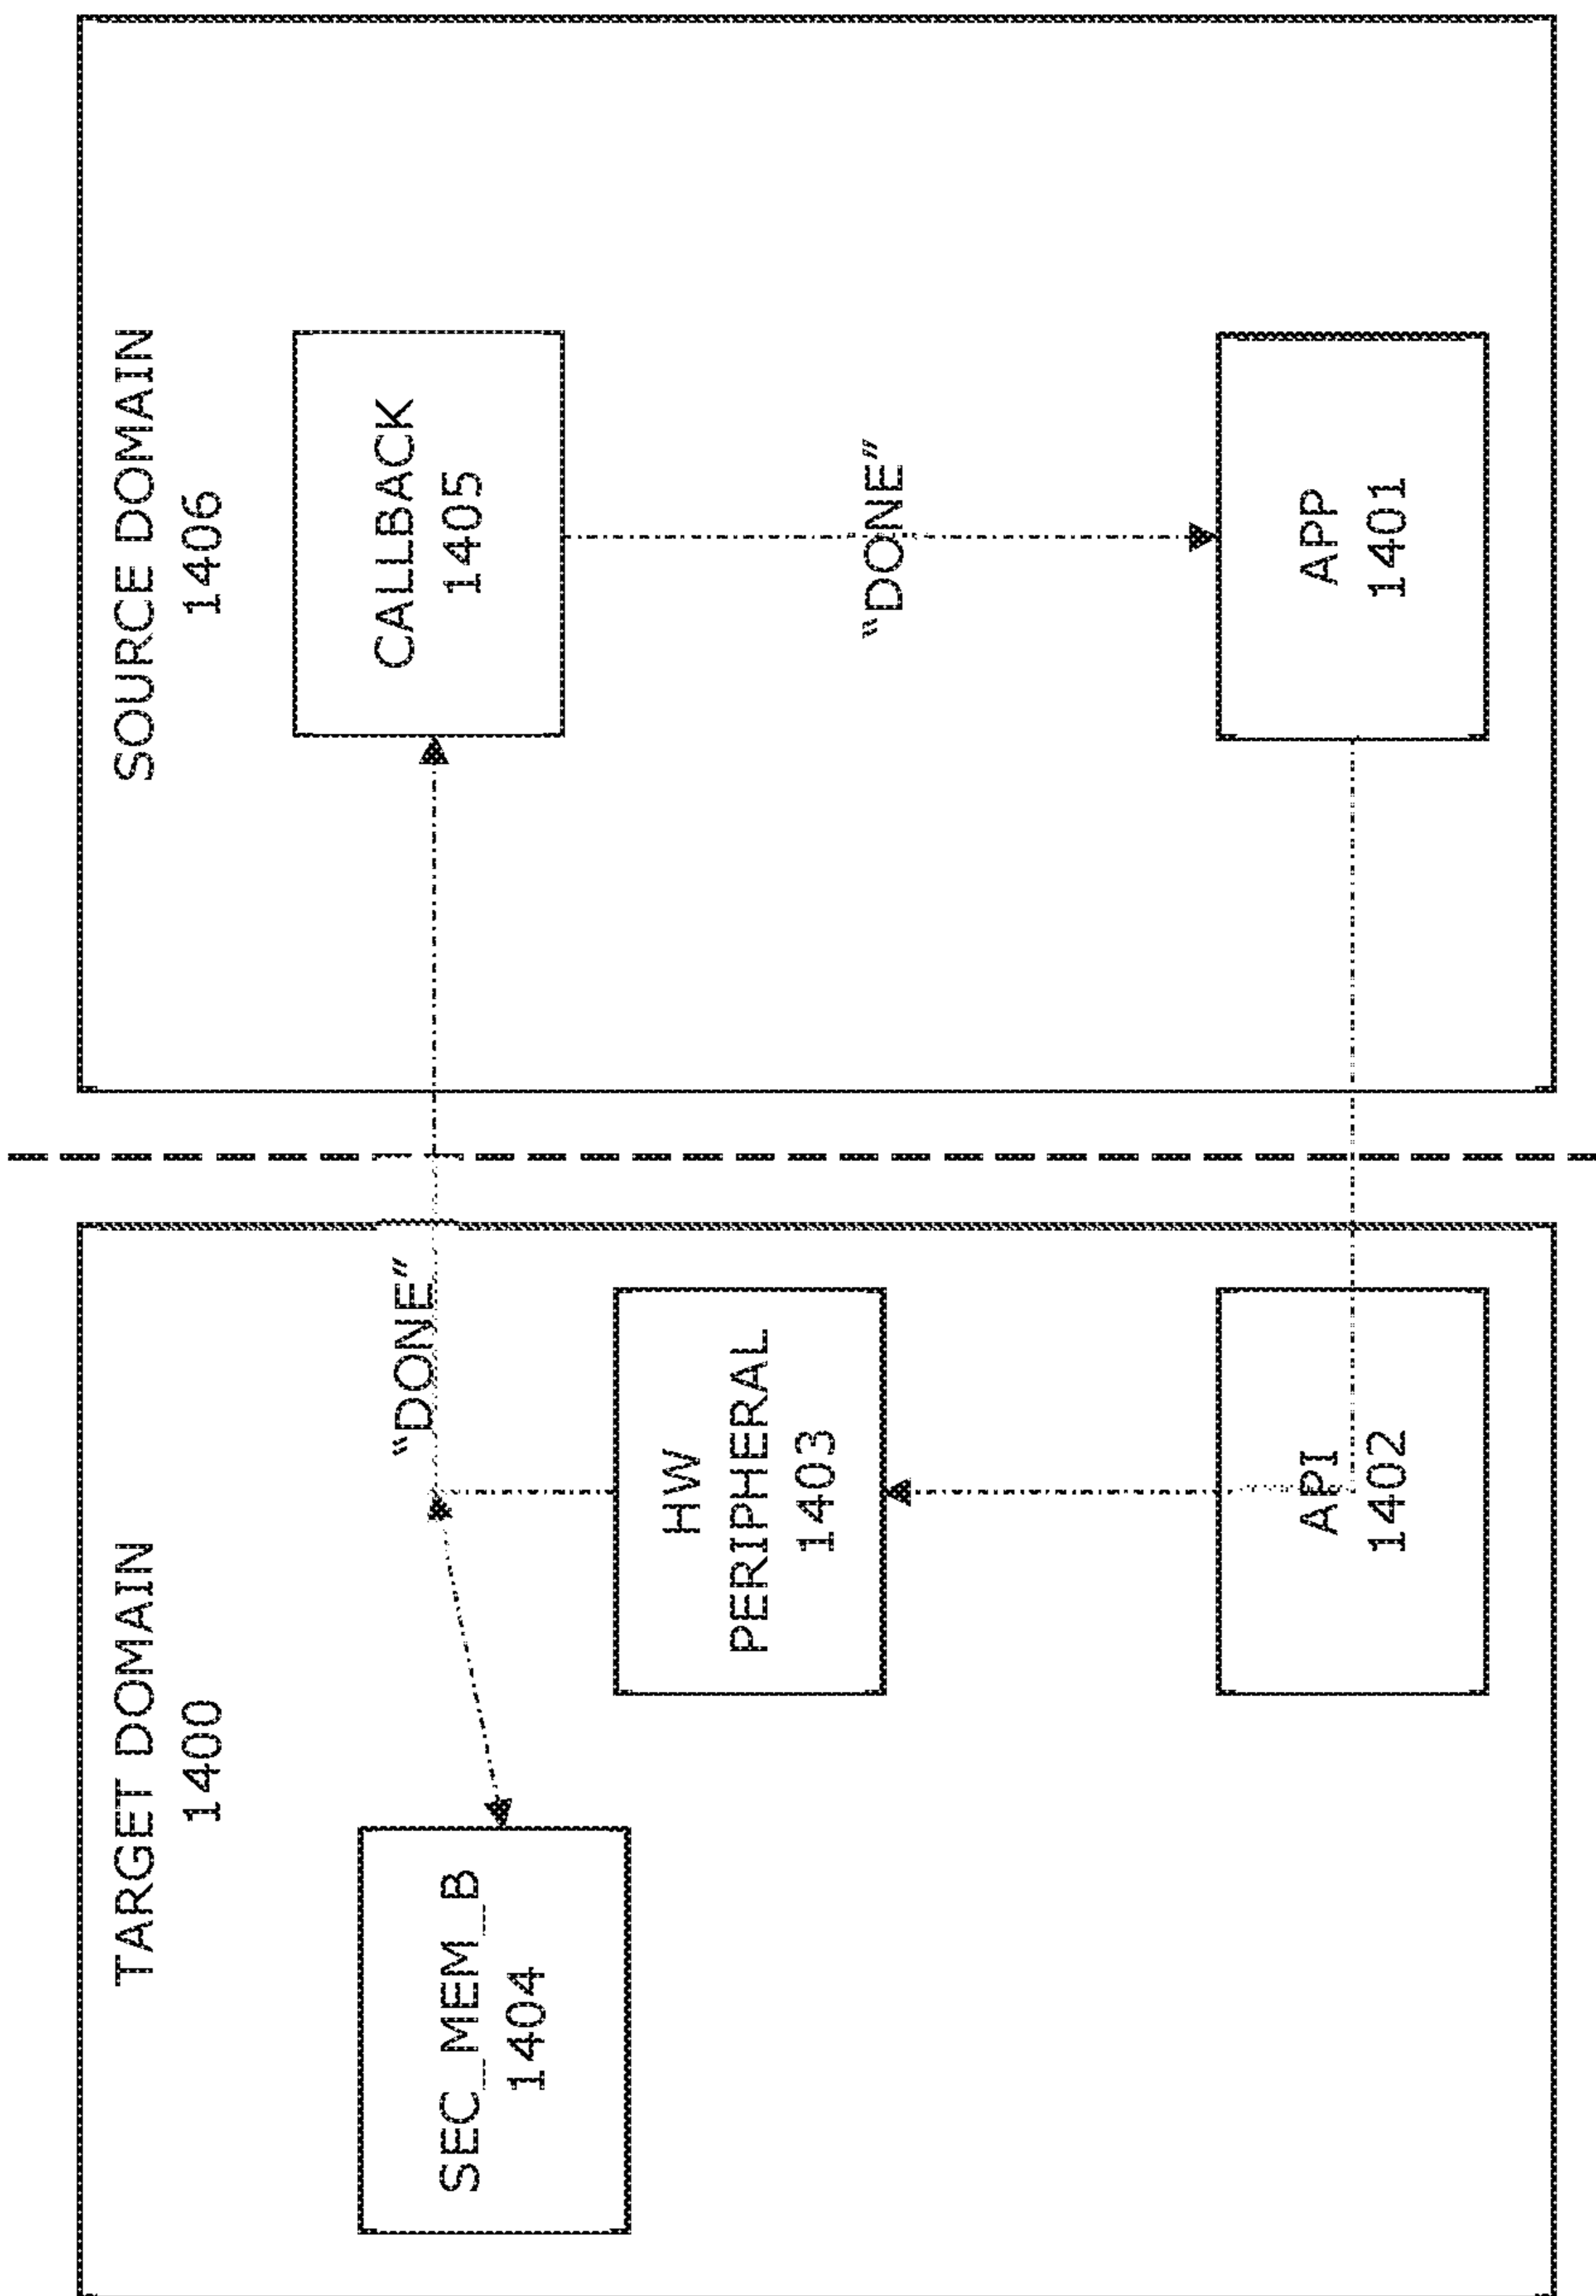 TARGET DOMAIN
1400
SOURCE DOMAIN
1406
"DONE"
SEC_MEM_B
1404
CALLBACK
1405
HW
PERIPHERAL
1403
"DONE"
API
1402
APP
1401